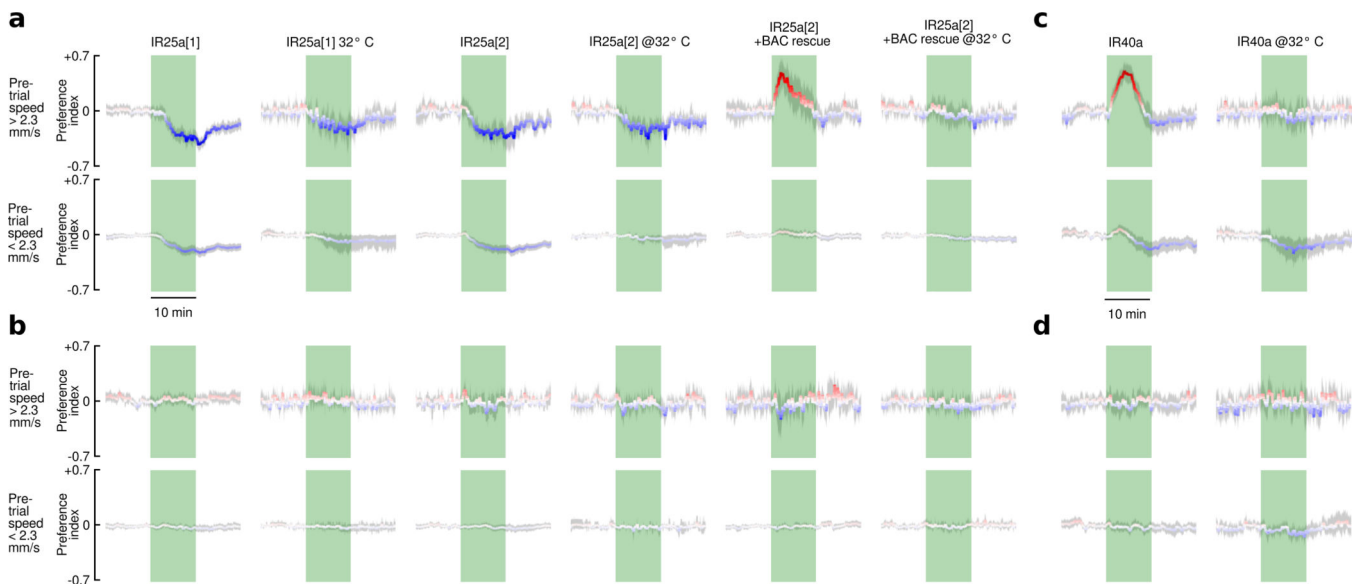 a
c
IR25a[1]
IR25a[1] 32° C
IR25a[2]
IR25a[2] @32° C
IR25a[2]
+BAC rescue
IR25a[2]
+BAC rescue @32° C
IR40a
IR40a @32° C
Pre-
trial
speed
> 2.3
mm/s
Preference
index
+0.7
0
-0.7
Pre-
trial
speed
< 2.3
mm/s
Preference
index
+0.7
0
-0.7
10 min
10 min
b
d
Pre-
trial
speed
> 2.3
mm/s
Preference
index
+0.7
0
-0.7
Pre-
trial
speed
< 2.3
mm/s
Preference
index
+0.7
0
-0.7